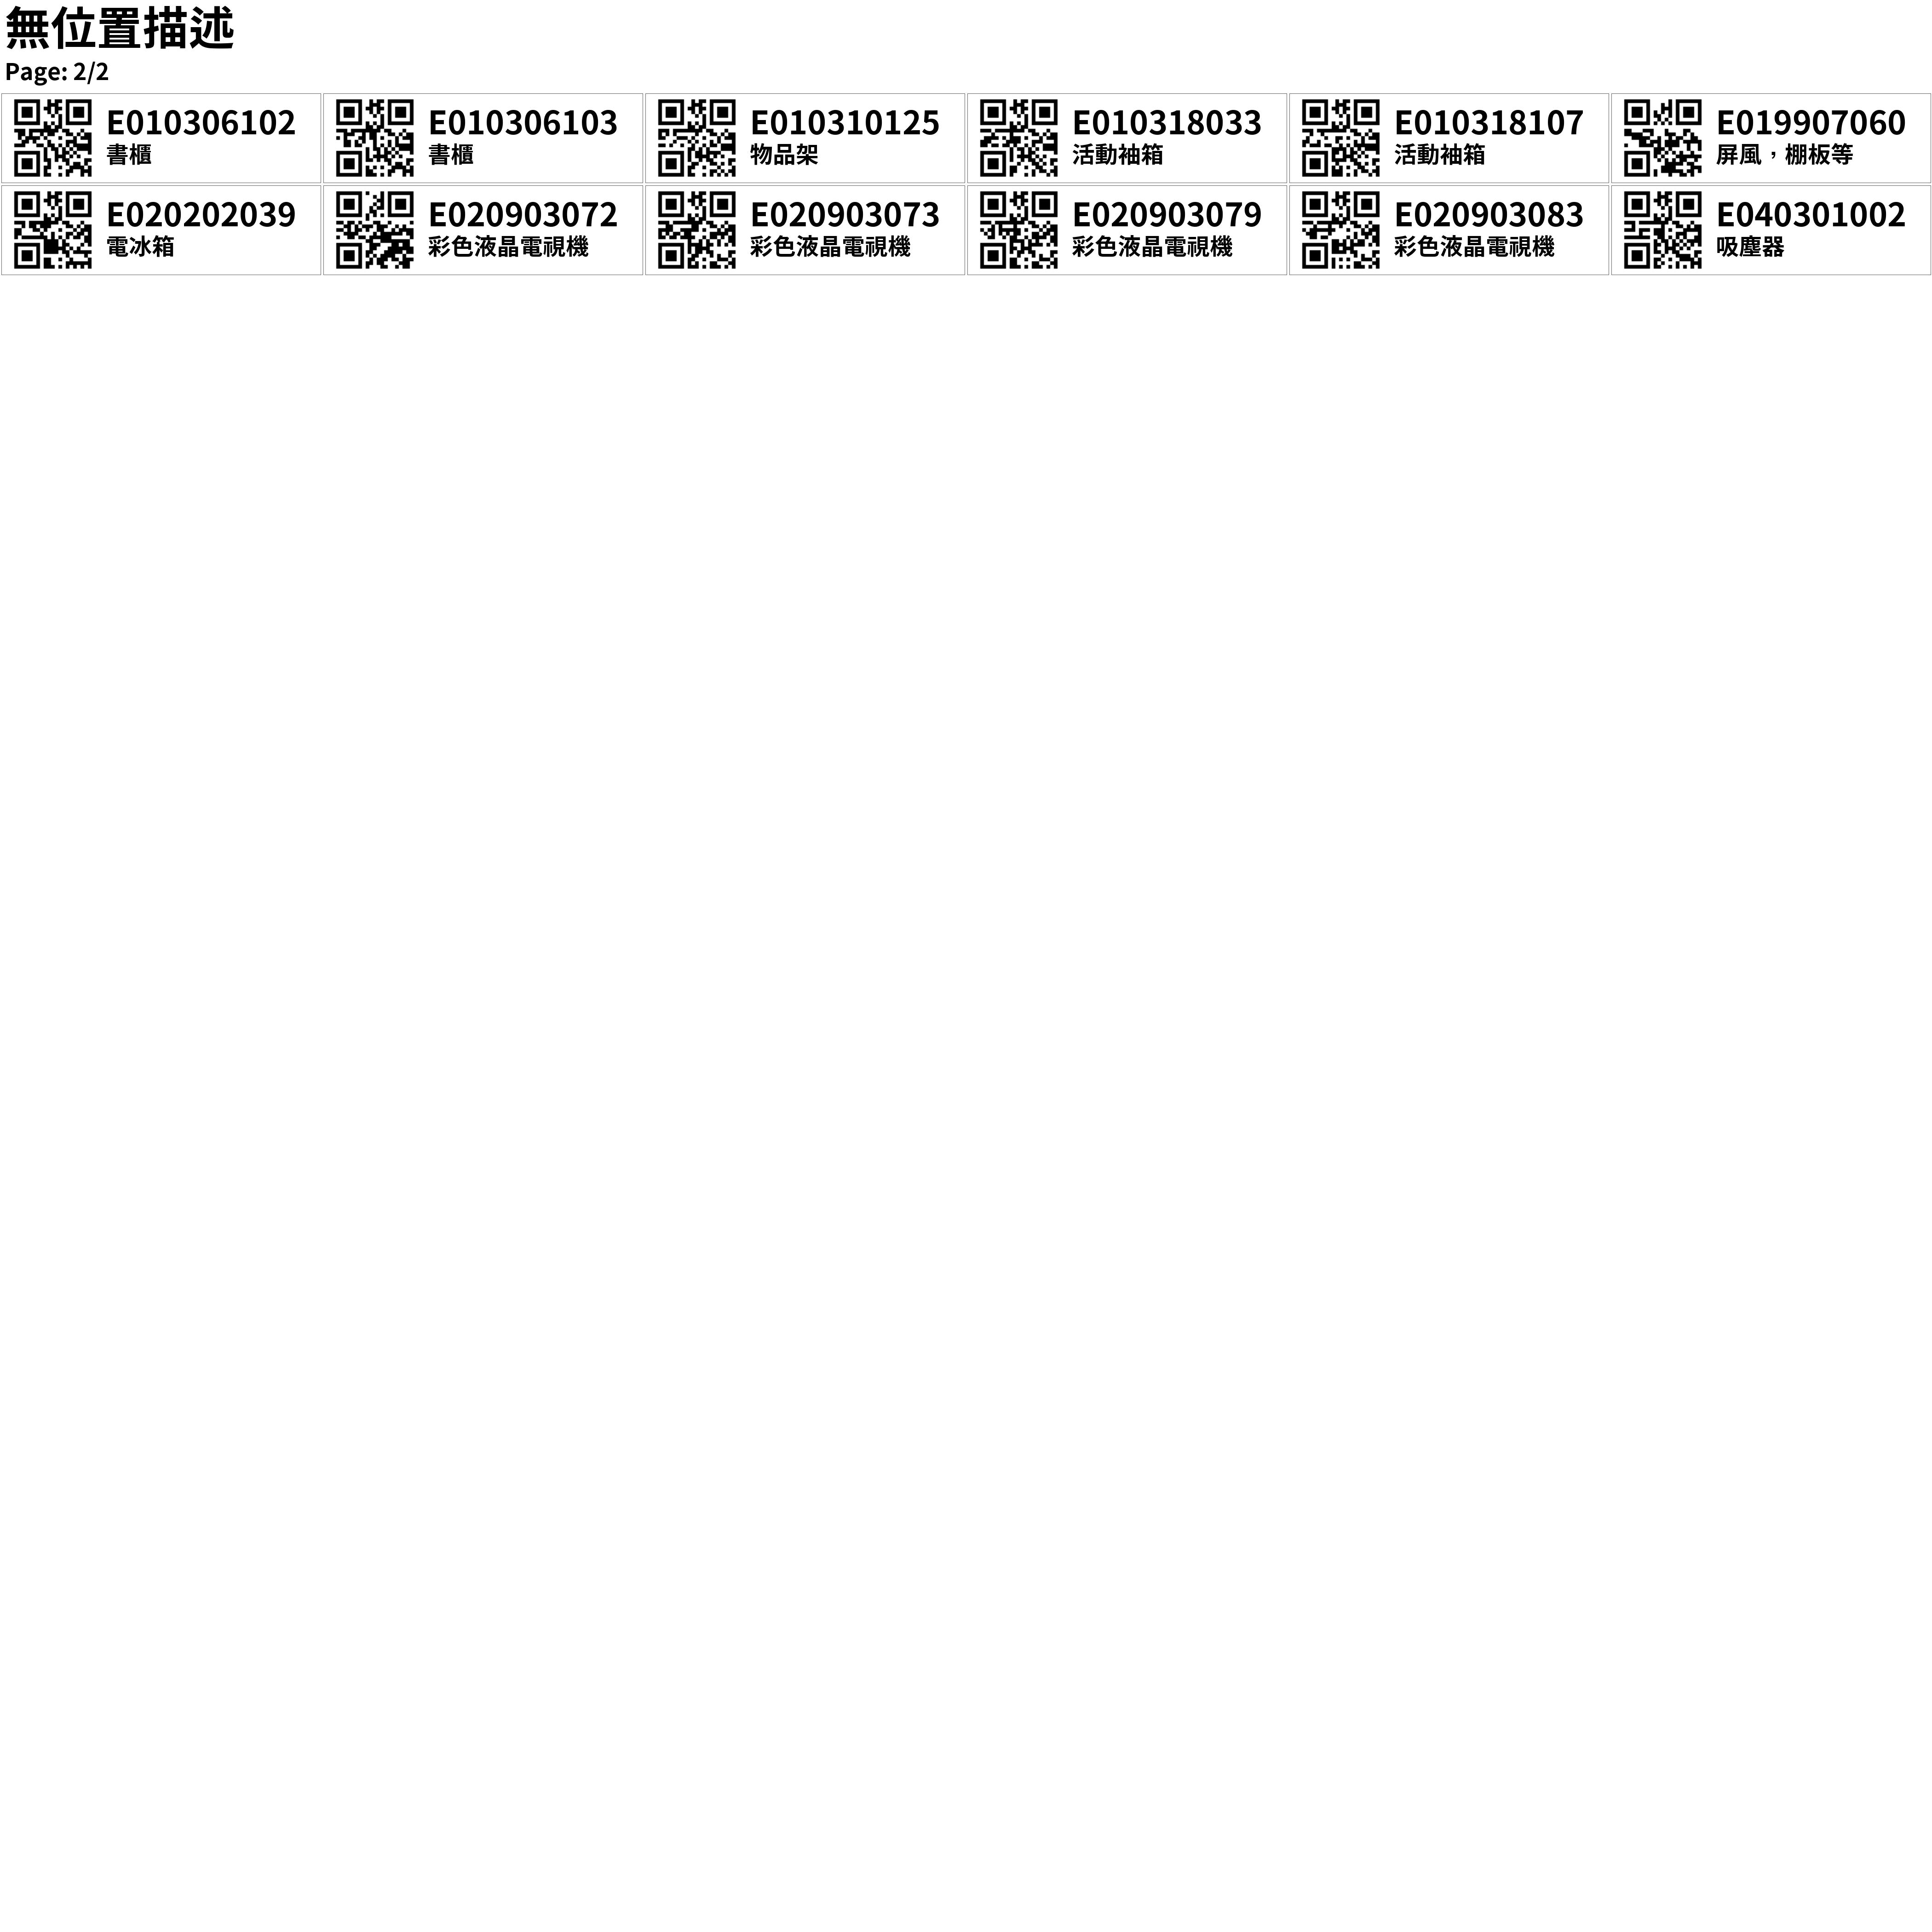 無位置描述
Page: 2/2
E010306102
書櫃
E010306103
書櫃
E010310125
物品架
E010318033
活動袖箱
E010318107
活動袖箱
E019907060
屏風，棚板等
E020202039
電冰箱
E020903072
彩色液晶電視機
E020903073
彩色液晶電視機
E020903079
彩色液晶電視機
E020903083
彩色液晶電視機
E040301002
吸塵器